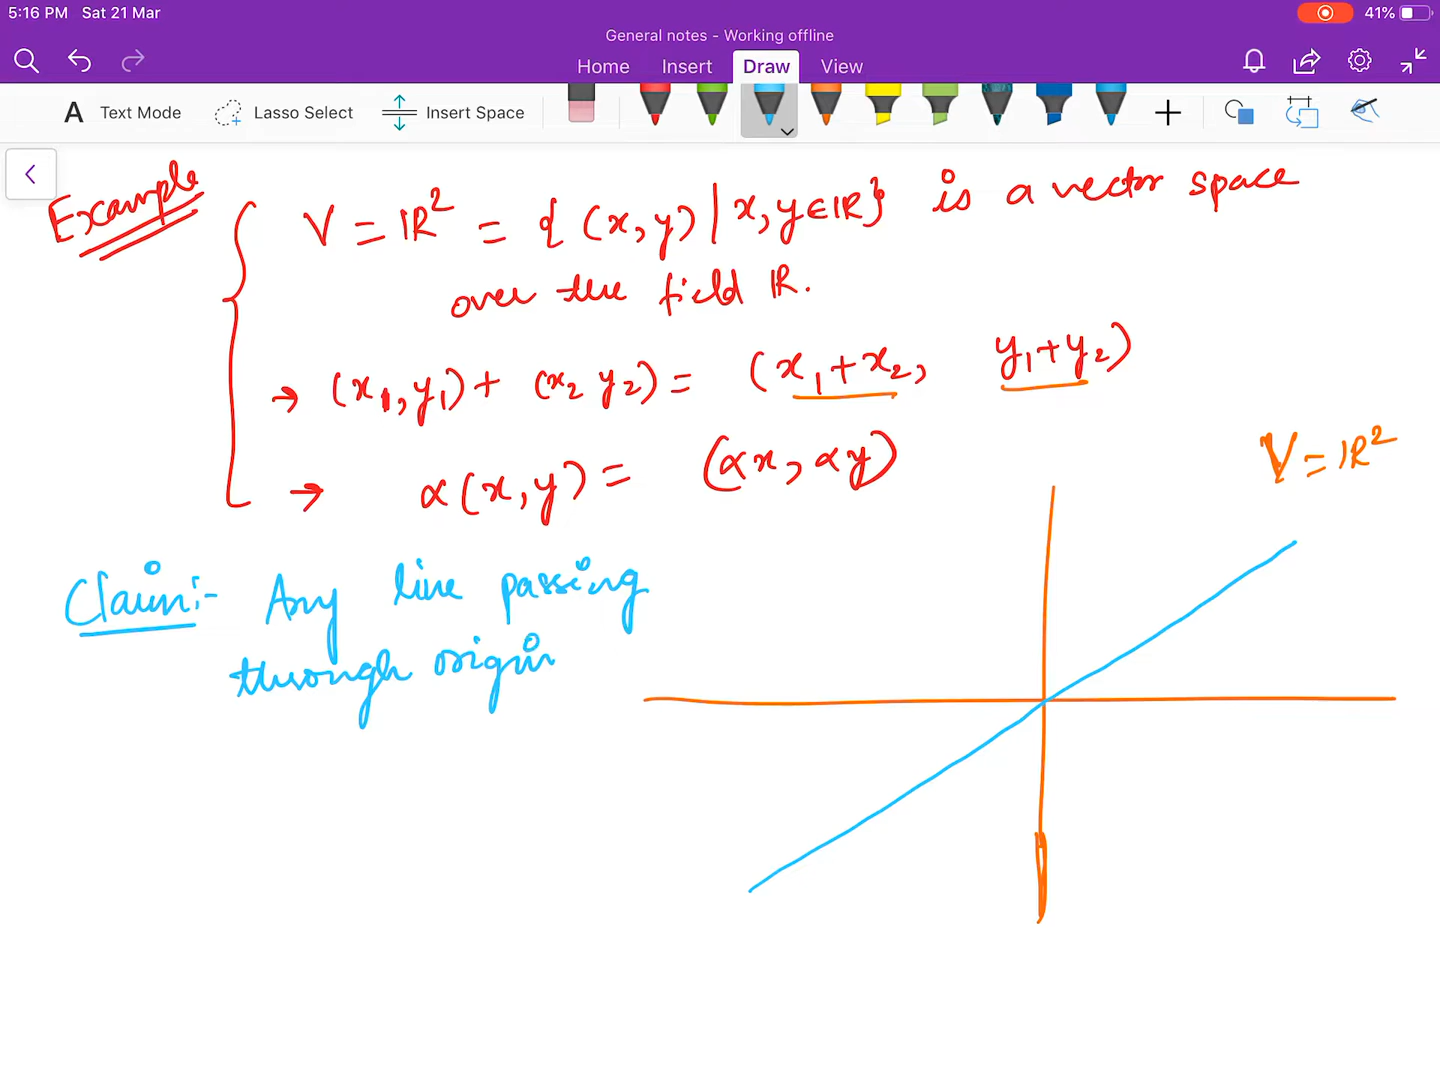 5:16 PM Sat 21 Mar 41%
General notes - Working offline
Home Insert Draw View
A Text Mode Lasso Select Insert Space
Example V = ℝ² = { (x, y) | x, y ∈ ℝ} is a vector space
over the field ℝ.
→ (x₁, y₁) + (x₂ y₂) = (x₁ + x₂, y₁ + y₂)
→ α (x, y) = (αx, αy)
V = ℝ²
Claim:- Any line passing
through origin